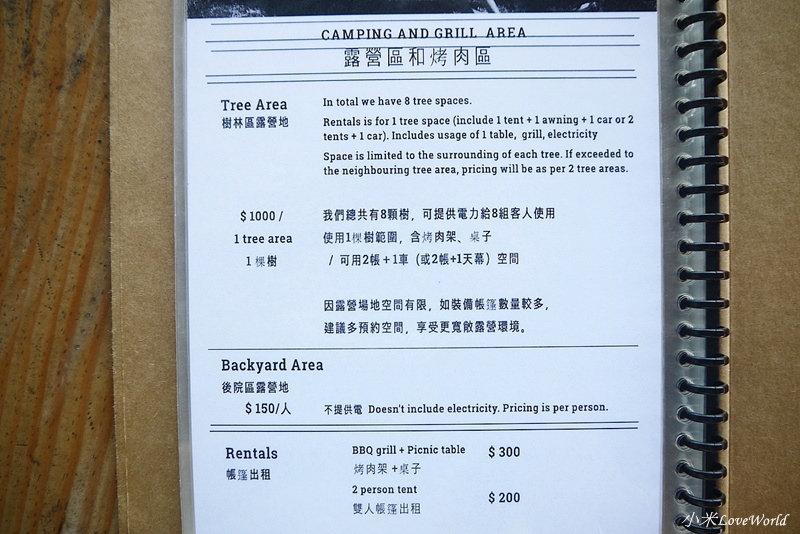 CAMPING AND GRILL AREA
露營區和烤肉區
Tree Area
樹林區露營地
In total we have 8 tree spaces.
Rentals is for 1 tree space (include 1 tent + 1 awning + 1 car or 2
tents + 1 car). Includes usage of 1 table, grill, electricity
Space is limited to the surrounding of each tree. If exceeded to
the neighbouring tree area, pricing will be as per 2 tree areas.
$ 1000 /
1 tree area
1 棵樹
我們總共有8顆樹，可提供電力給8組客人使用
使用1棵樹範圍，含烤肉架、桌子
/ 可用2帳＋1車（或2帳+1天幕）空間
因露營場地空間有限，如裝備帳篷數量較多，
建議多預約空間，享受更寬敞露營環境。
Backyard Area
後院區露營地
$ 150/人
不提供電 Doesn't include electricity. Pricing is per person.
Rentals
帳篷出租
BBQ grill + Picnic table $ 300
烤肉架 +桌子
2 person tent $ 200
雙人帳篷出租
小米LoveWorld